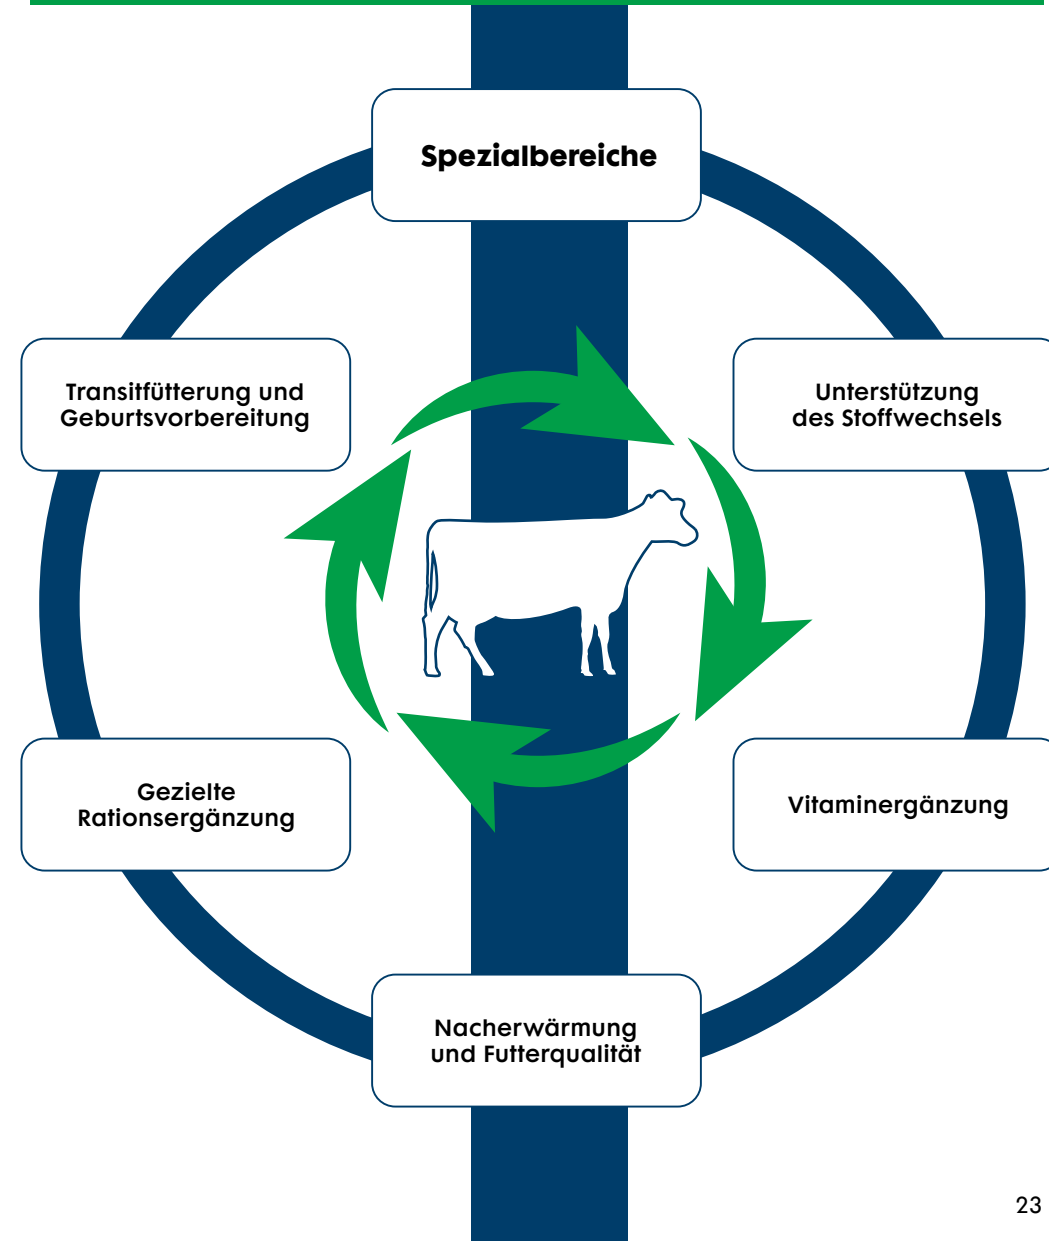 Spezialbereiche
Transitfütterung und
Geburtsvorbereitung
Unterstützung
des Stoffwechsels
Gezielte
Rationsergänzung
Vitaminergänzung
Nacherwärmung
und Futterqualität
23